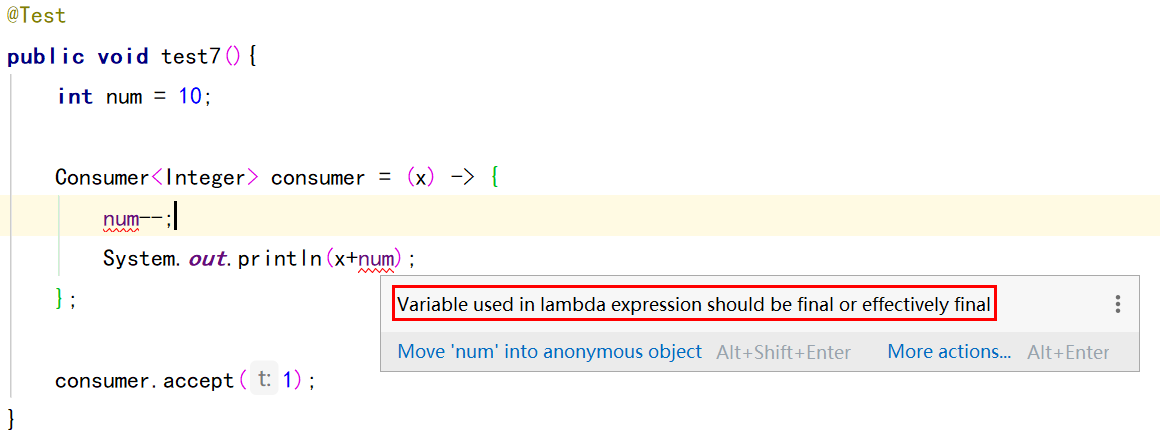 @Test
public void test7(){
int num = 10;
Consumer<Integer> consumer = (x) -> {
num--;
System.out.println(x+num);
};
Variable used in lambda expression should be final or effectively final
Move 'num' into anonymous object Alt+Shift+Enter More actions... Alt+Enter
consumer.accept( t: 1);
}